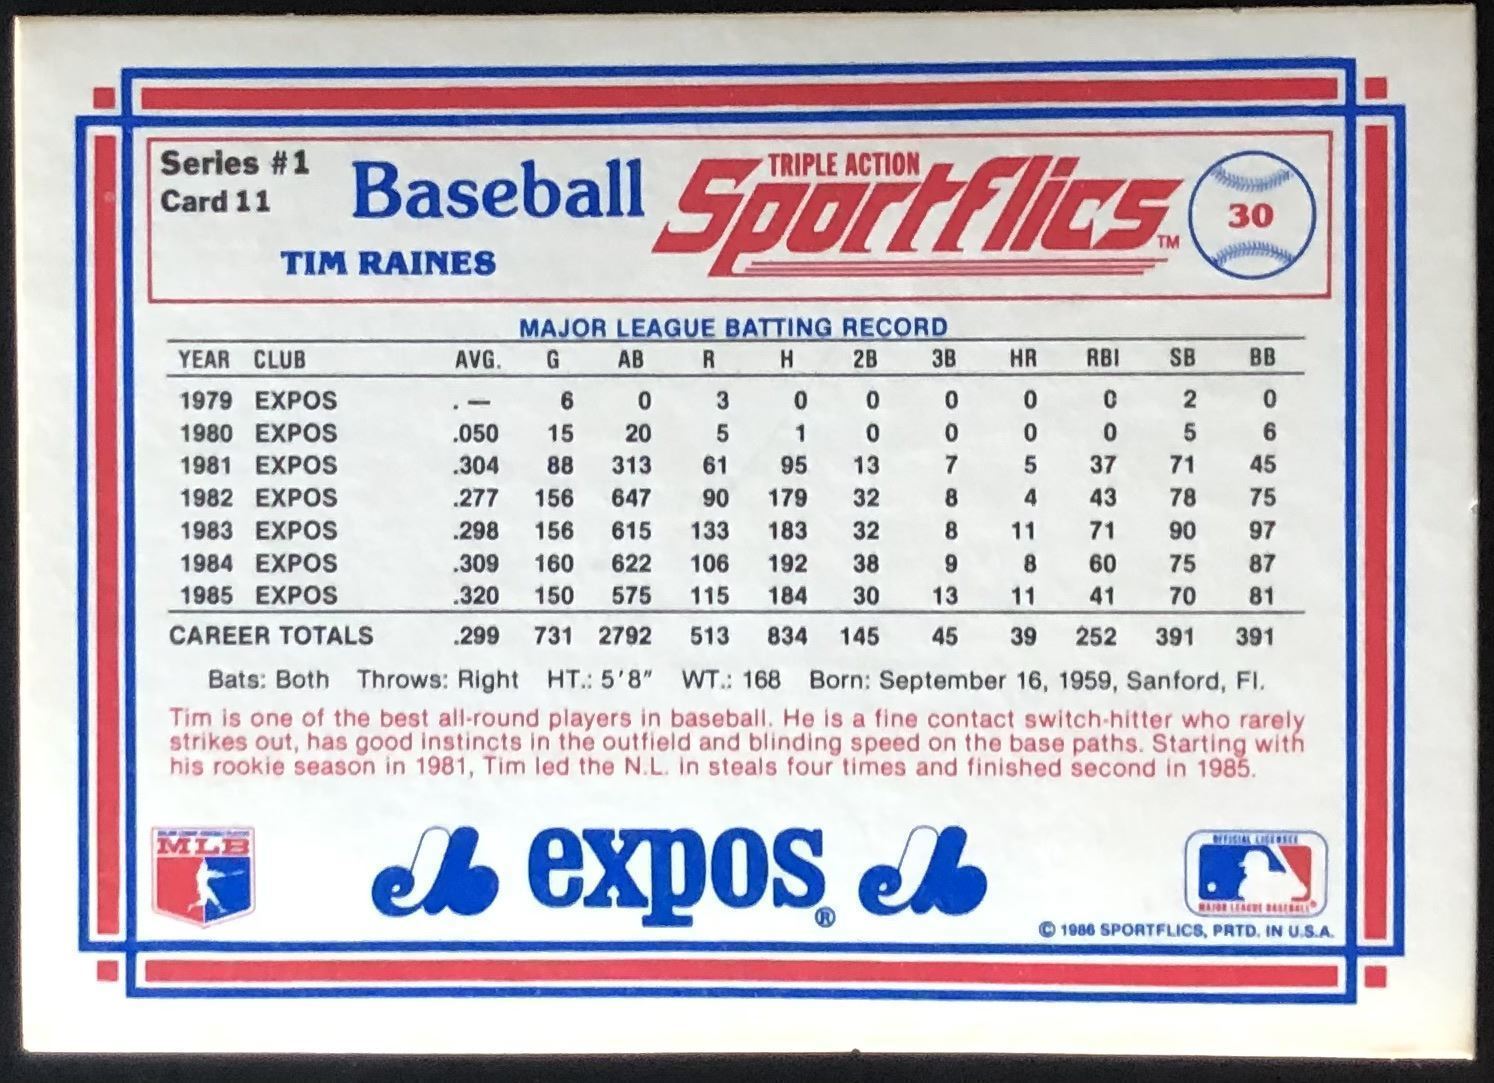 Series #1
Card 11
Baseball
TIM RAINES
TRIPLE ACTION
Sportflics™
30
MAJOR LEAGUE BATTING RECORD
YEAR CLUB AVG. G AB R H 2B 3B HR RBI SB BB
1979 EXPOS .— 6 0 3 0 0 0 0 0 2 0
1980 EXPOS .050 15 20 5 1 0 0 0 0 5 6
1981 EXPOS .304 88 313 61 95 13 7 5 37 71 45
1982 EXPOS .277 156 647 90 179 32 8 4 43 78 75
1983 EXPOS .298 156 615 133 183 32 8 11 71 90 97
1984 EXPOS .309 160 622 106 192 38 9 8 60 75 87
1985 EXPOS .320 150 575 115 184 30 13 11 41 70 81
CAREER TOTALS .299 731 2792 513 834 145 45 39 252 391 391
Bats: Both Throws: Right HT.: 5'8" WT.: 168 Born: September 16, 1959, Sanford, Fl.
Tim is one of the best all-round players in baseball. He is a fine contact switch-hitter who rarely
strikes out, has good instincts in the outfield and blinding speed on the base paths. Starting with
his rookie season in 1981, Tim led the N.L. in steals four times and finished second in 1985.
MLB
expos®
OFFICIAL LICENSEE
MAJOR LEAGUE BASEBALL®
© 1986 SPORTFLICS, PRTD. IN U.S.A.